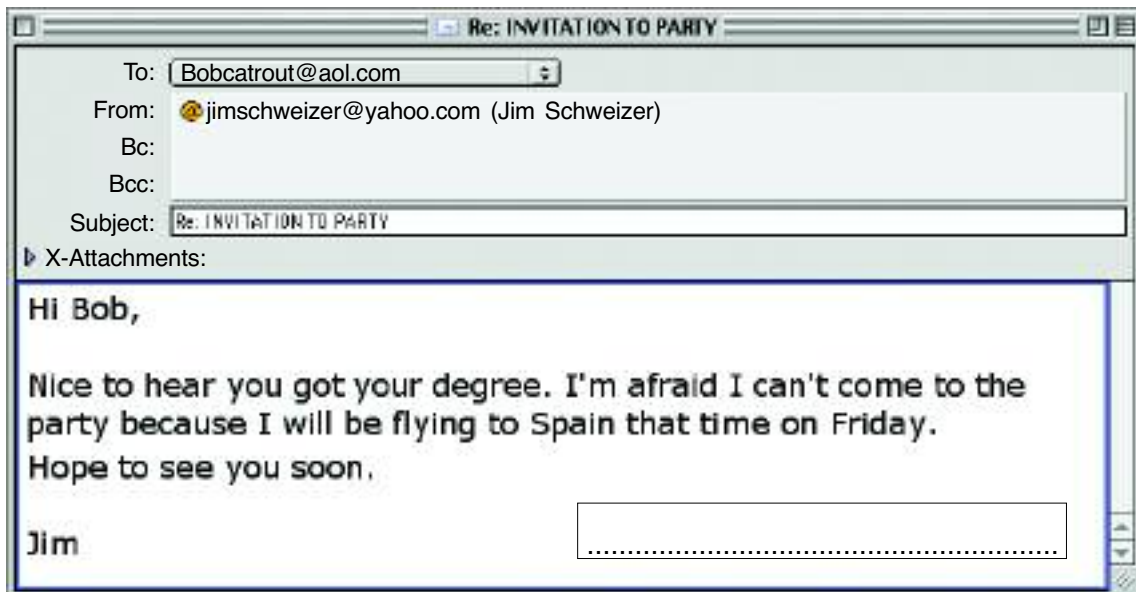 Re: INVITATION TO PARTY
To: Bobcatrout@aol.com
From: @jimschweizer@yahoo.com (Jim Schweizer)
Bc:
Bcc:
Subject: Re: INVITATION TO PARTY
X-Attachments:
Hi Bob,
Nice to hear you got your degree. I'm afraid I can't come to the
party because I will be flying to Spain that time on Friday.
Hope to see you soon.
Jim
............................................................